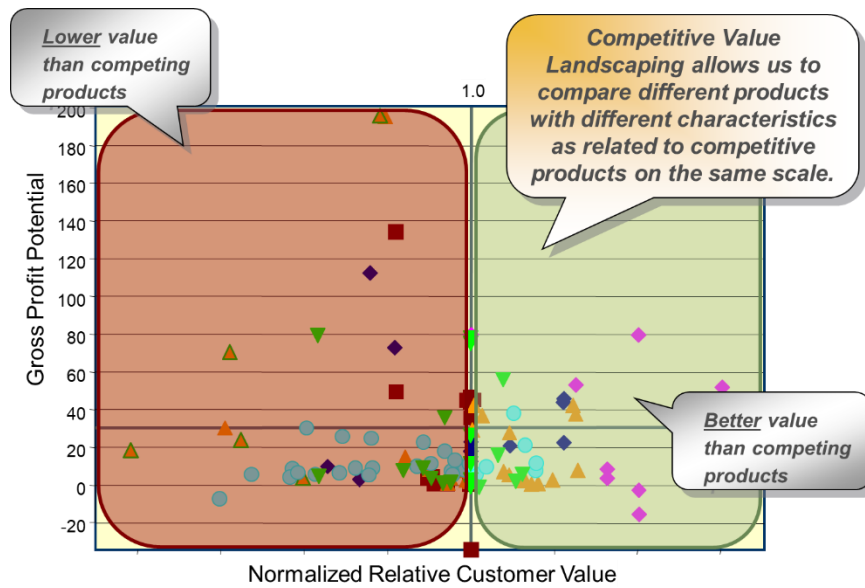 Lower value
than competing
products
Competitive Value
Landscaping allows us to
compare different products
with different characteristics
as related to competitive
products on the same scale.
1.0
200
180
160
140
120
100
80
60
40
20
0
-20
Gross Profit Potential
Better value
than competing
products
Normalized Relative Customer Value